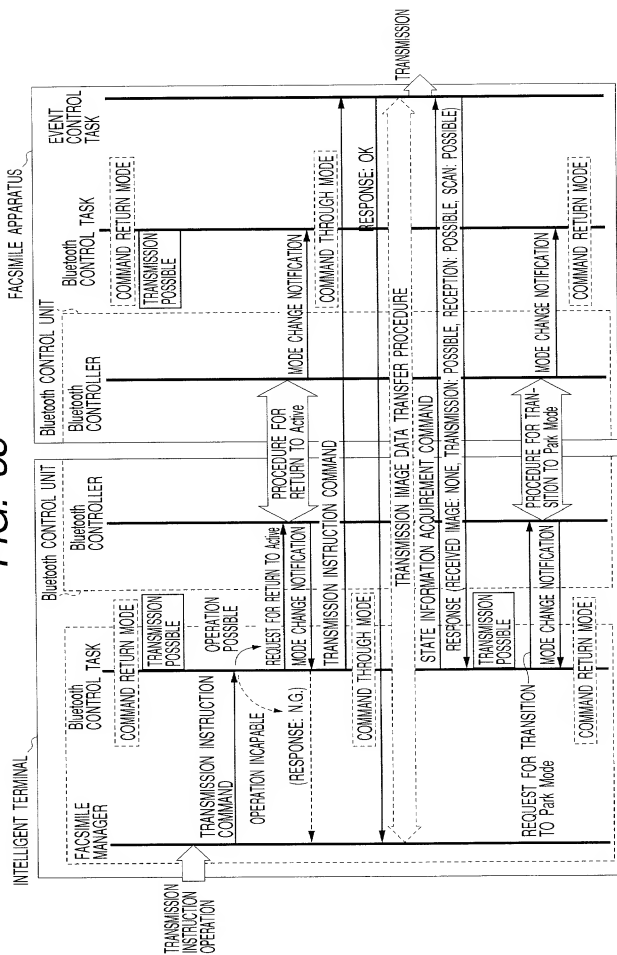 FIG. 63
INTELLIGENT TERMINAL
FACSIMILE APPARATUS
Bluetooth CONTROL UNIT
Bluetooth CONTROL UNIT
FACSIMILE
MANAGER
Bluetooth
CONTROL TASK
Bluetooth
CONTROLLER
Bluetooth
CONTROLLER
Bluetooth
CONTROL TASK
EVENT
CONTROL
TASK
COMMAND RETURN MODE
COMMAND RETURN MODE
TRANSMISSION
POSSIBLE
TRANSMISSION
POSSIBLE
TRANSMISSION
INSTRUCTION
OPERATION
TRANSMISSION INSTRUCTION
COMMAND
OPERATION
POSSIBLE
OPERATION INCAPABLE
REQUEST FOR RETURN TO Active
PROCEDURE FOR
RETURN TO Active
(RESPONSE: N.G.)
MODE CHANGE NOTIFICATION
MODE CHANGE NOTIFICATION
TRANSMISSION INSTRUCTION COMMAND
COMMAND THROUGH MODE
COMMAND THROUGH MODE
RESPONSE: OK
TRANSMISSION IMAGE DATA TRANSFER PROCEDURE
TRANSMISSION
STATE INFORMATION ACQUIREMENT COMMAND
RESPONSE (RECEIVED IMAGE: NONE, TRANSMISSION: POSSIBLE, RECEPTION: POSSIBLE, SCAN: POSSIBLE)
TRANSMISSION
POSSIBLE
REQUEST FOR TRANSITION
TO Park Mode
PROCEDURE FOR TRAN-
SITION TO Park Mode
MODE CHANGE NOTIFICATION
MODE CHANGE NOTIFICATION
COMMAND RETURN MODE
COMMAND RETURN MODE